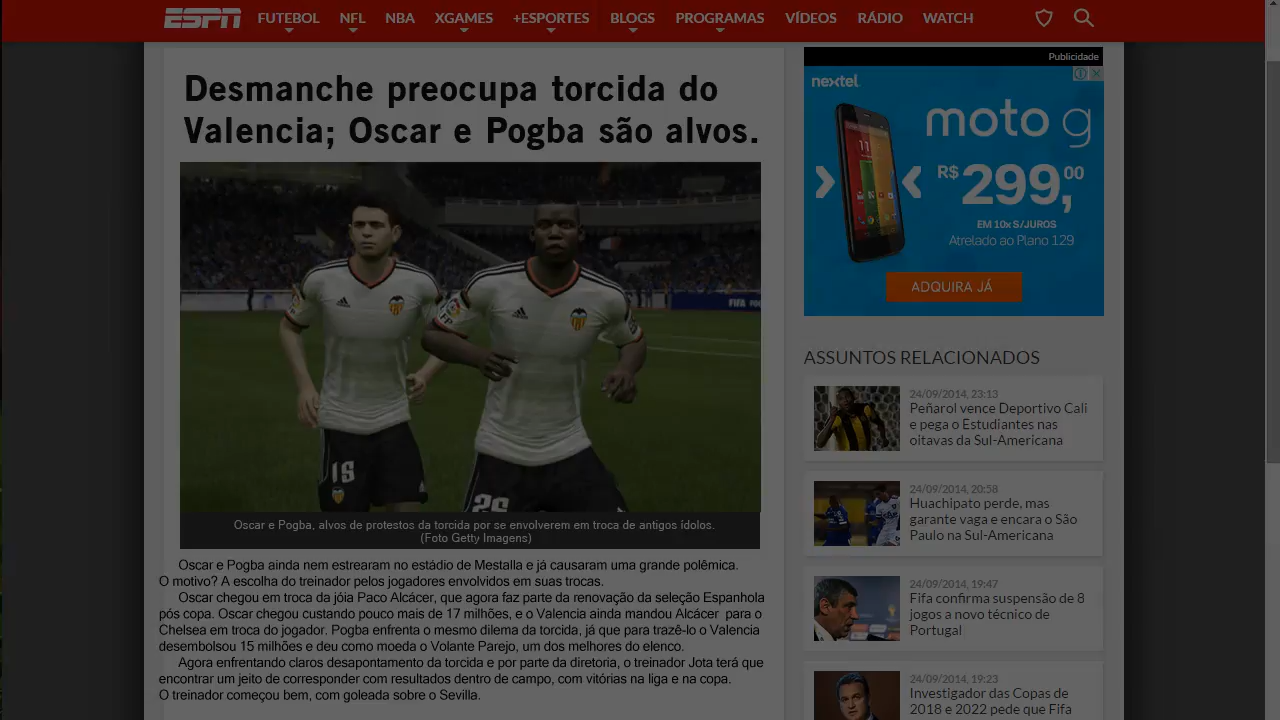 ESPN FUTEBOL NFL NBA XGAMES +ESPORTES BLOGS PROGRAMAS VÍDEOS RÁDIO WATCH
Desmanche preocupa torcida do
Valencia; Oscar e Pogba são alvos.
FIFA
LFP
18
28
Oscar e Pogba, alvos de protestos da torcida por se envolverem em troca de antigos ídolos.
(Foto Getty Imagens)
Oscar e Pogba ainda nem estrearam no estádio de Mestalla e já causaram uma grande polêmica.
O motivo? A escolha do treinador pelos jogadores envolvidos em suas trocas.
Oscar chegou em troca da jóia Paco Alcácer, que agora faz parte da renovação da seleção Espanhola
pós copa. Oscar chegou custando pouco mais de 17 milhões, e o Valencia ainda mandou Alcácer para o
Chelsea em troca do jogador. Pogba enfrenta o mesmo dilema da torcida, já que para trazê-lo o Valencia
desembolsou 15 milhões e deu como moeda o Volante Parejo, um dos melhores do elenco.
Agora enfrentando claros desapontamento da torcida e por parte da diretoria, o treinador Jota terá que
encontrar um jeito de corresponder com resultados dentro de campo, com vitórias na liga e na copa.
O treinador começou bem, com goleada sobre o Sevilla.
Publicidade
nextel
moto g
R$ 299,00
EM 10x S/JUROS
Atrelado ao Plano 129
ADQUIRA JÁ
ASSUNTOS RELACIONADOS
24/09/2014, 23:13
Peñarol vence Deportivo Cali
e pega o Estudiantes nas
oitavas da Sul-Americana
24/09/2014, 20:58
Huachipato perde, mas
garante vaga e encara o São
Paulo na Sul-Americana
24/09/2014, 19:47
Fifa confirma suspensão de 8
jogos a novo técnico de
Portugal
24/09/2014, 19:23
Investigador das Copas de
2018 e 2022 pede que Fifa